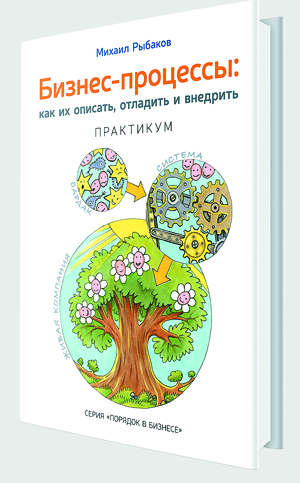 Михаил Рыбаков
Бизнес-процессы:
как их описать, отладить и внедрить
ПРАКТИКУМ
СИСТЕМА
БАРДАК
ЖИВАЯ КОМПАНИЯ
СЕРИЯ «ПОРЯДОК В БИЗНЕСЕ»